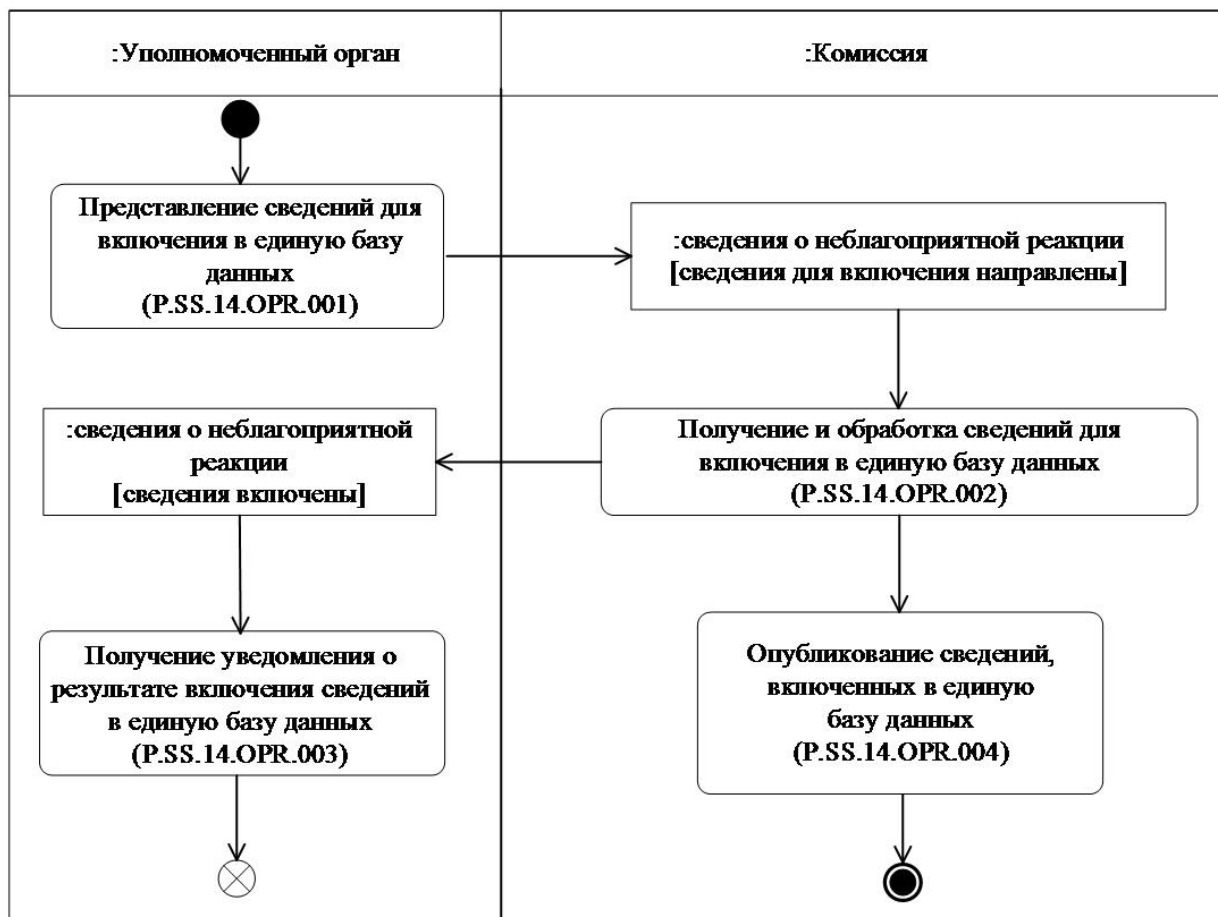 :Уполномоченный орган
:Комиссия
Представление сведений для
включения в единую базу
данных
(P.SS.14.OPR.001)
:сведения о неблагоприятной реакции
[сведения для включения направлены]
:сведения о неблагоприятной
реакции
[сведения включены]
Получение и обработка сведений для
включения в единую базу данных
(P.SS.14.OPR.002)
Получение уведомления о
результате включения сведений
в единую базу данных
(P.SS.14.OPR.003)
Опубликование сведений,
включенных в единую
базу данных
(P.SS.14.OPR.004)